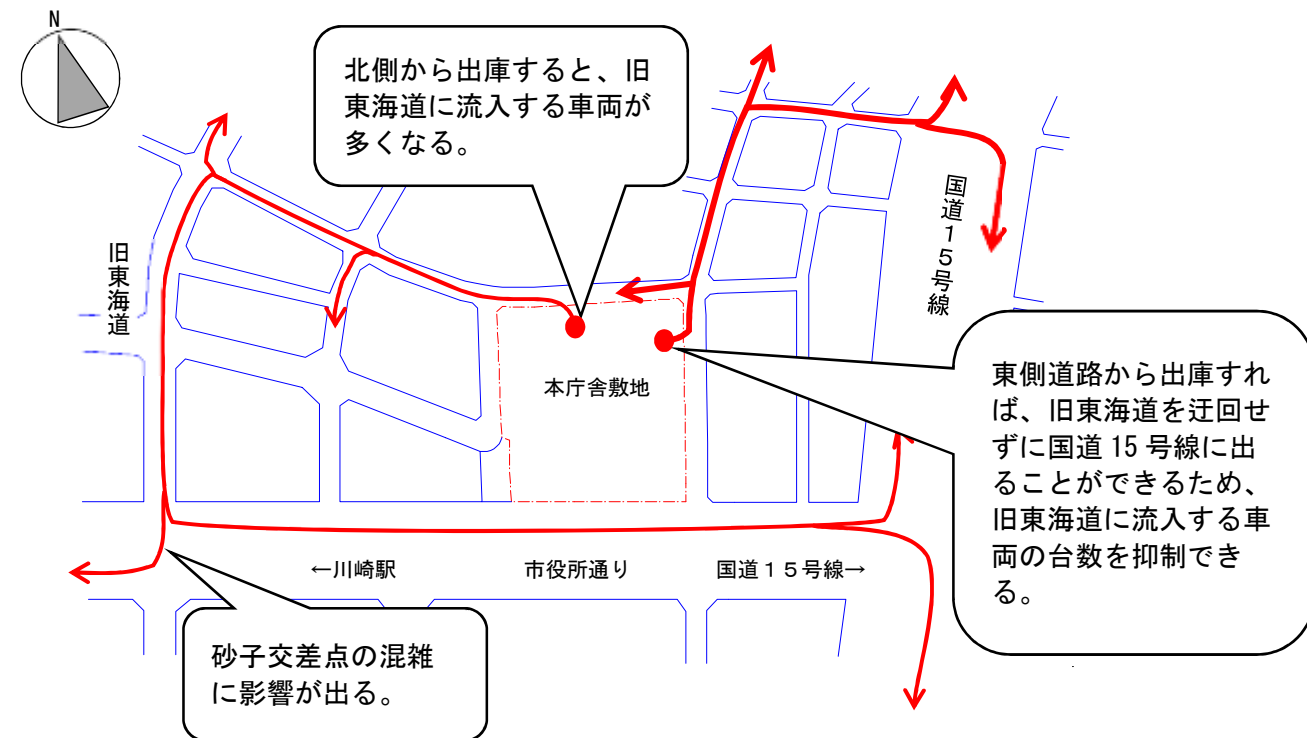 N
北側から出庫すると、旧
東海道に流入する車両が
多くなる。
旧東海道
国道１５号線
本庁舎敷地
東側道路から出庫すれ
ば、旧東海道を迂回せ
ずに国道 15 号線に出
ることができるため、
旧東海道に流入する車
両の台数を抑制でき
る。
←川崎駅
市役所通り
国道１５号線→
砂子交差点の混雑
に影響が出る。